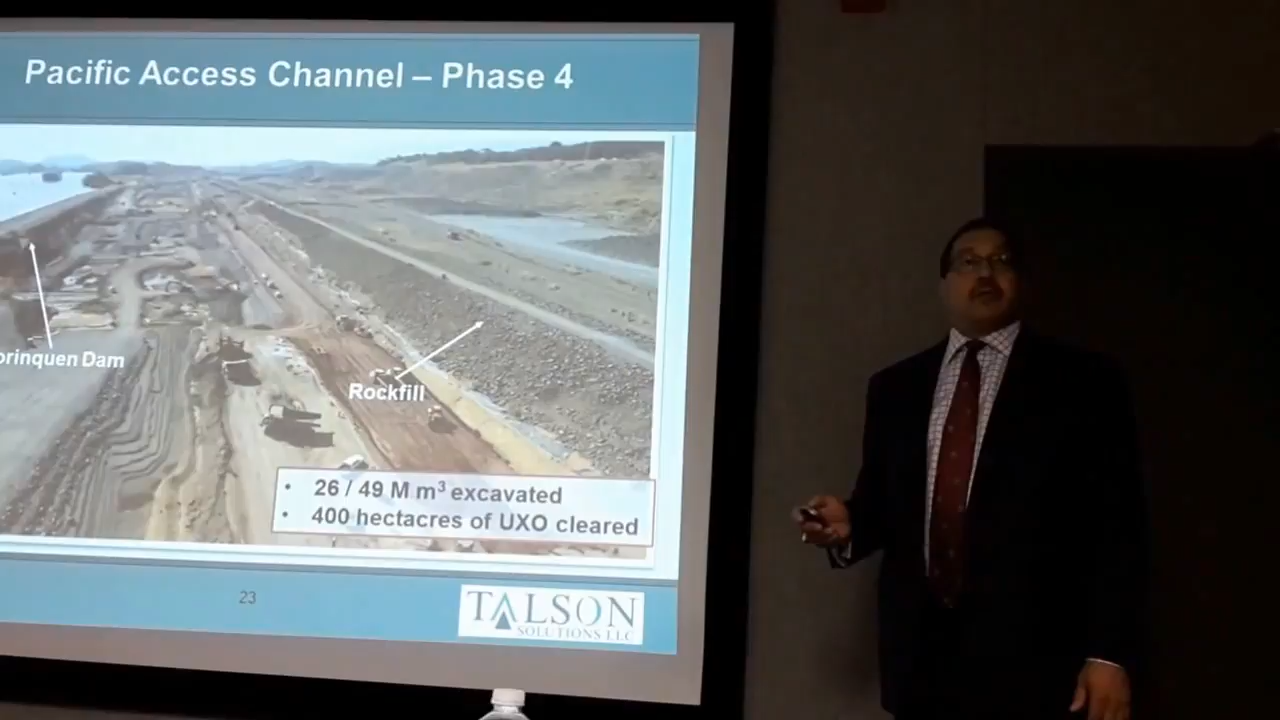 Pacific Access Channel – Phase 4
orinquen Dam
Rockfill
• 26 / 49 M m³ excavated
• 400 hectacres of UXO cleared
23
TALSON
SOLUTIONS LLC